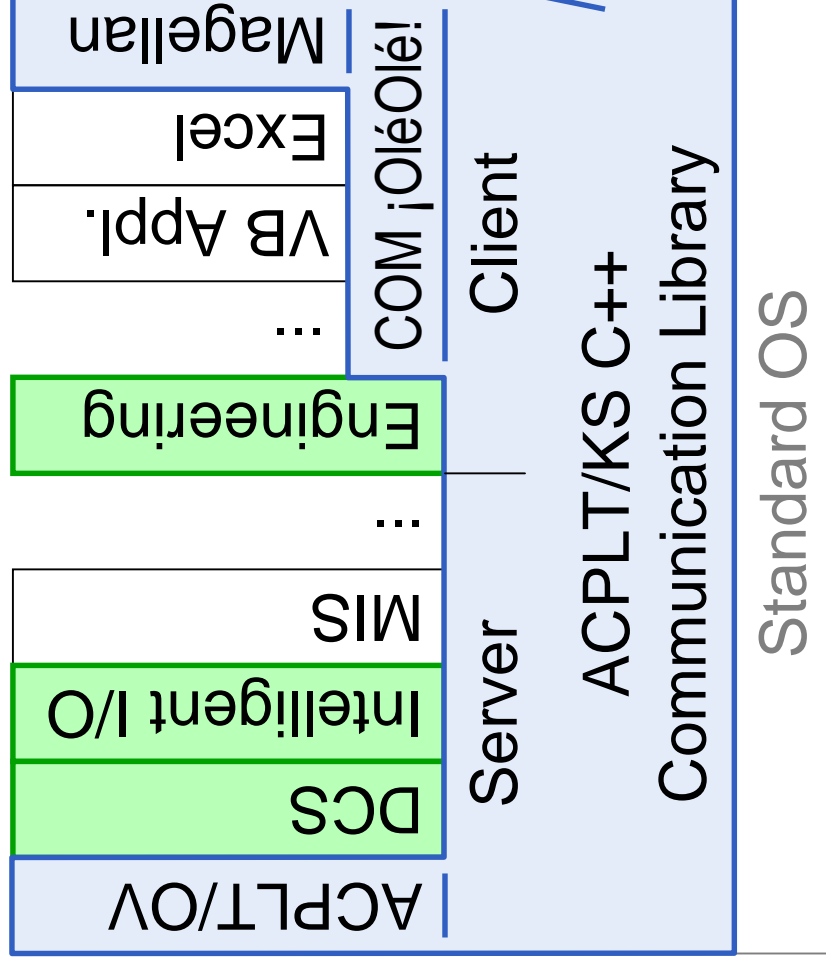 Magellan
Excel
VB Appl.
...
Engineering
...
MIS
Intelligent I/O
DCS
ACPLT/OV
COM ¡OléOlé!
Client
Server
ACPLT/KS C++
Communication Library
Standard OS